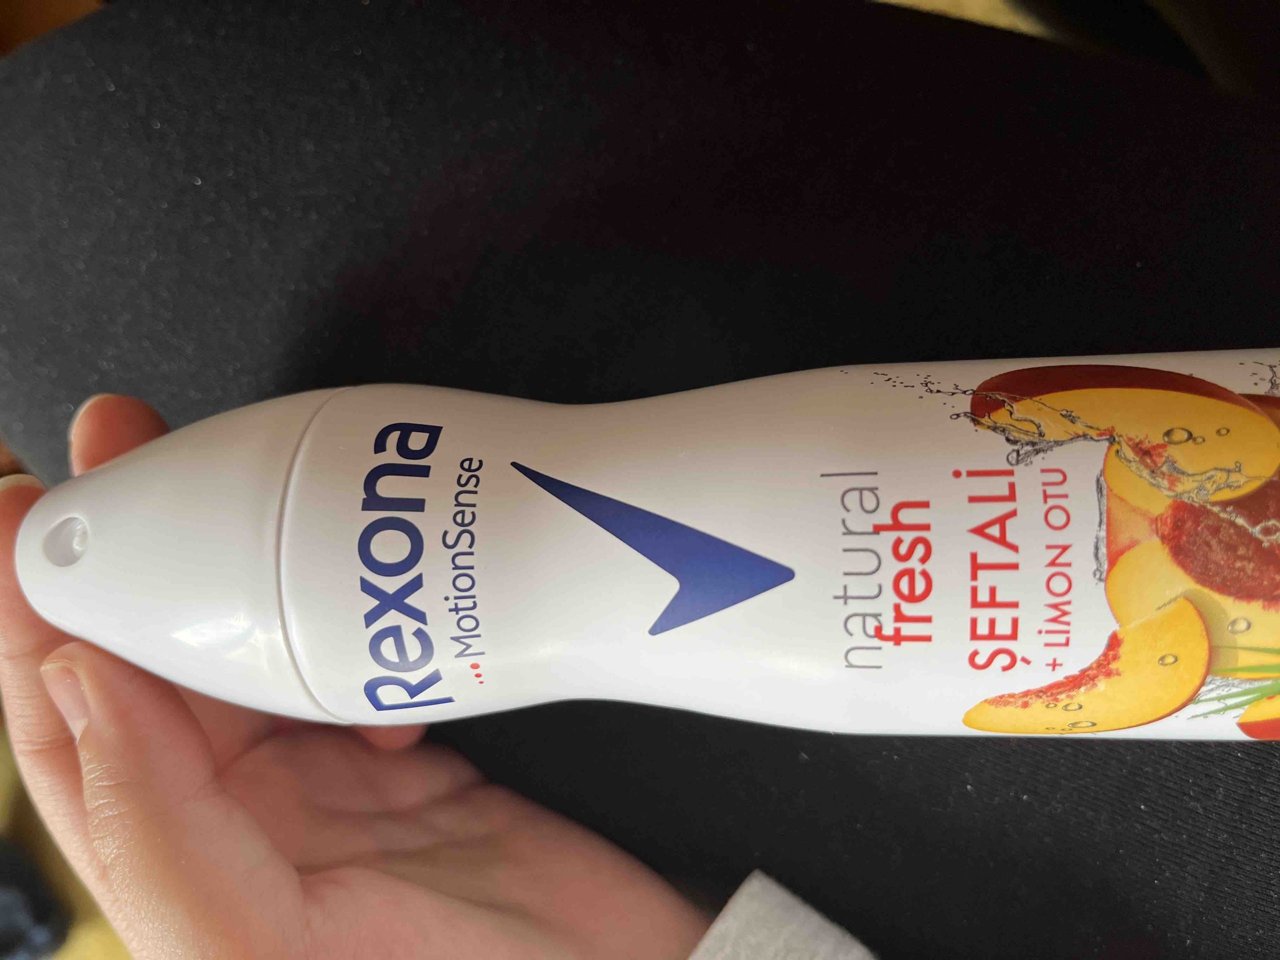 Rexona
...MotionSense
natural
fresh
ŞEFTALİ
+ LİMON OTU